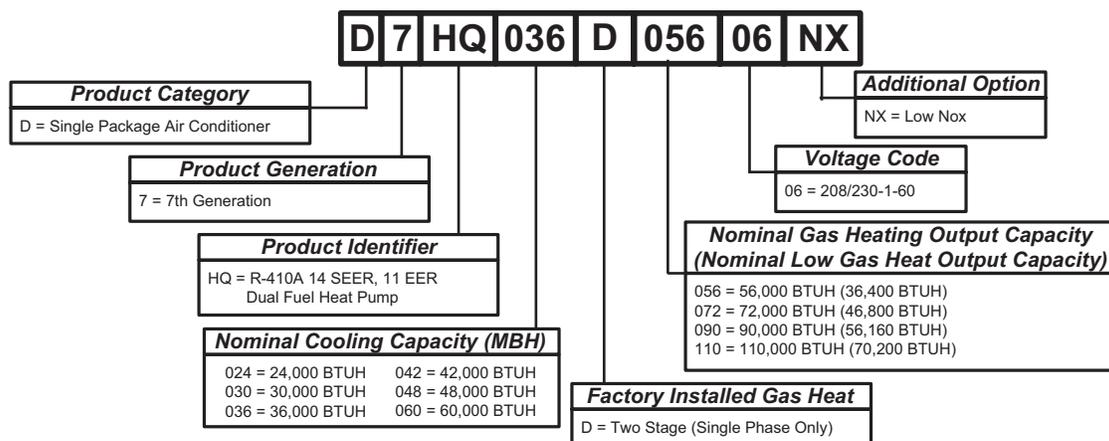 D 7 HQ 036 D 056 06 NX
Product Category
D = Single Package Air Conditioner
Product Generation
7 = 7th Generation
Product Identifier
HQ = R-410A 14 SEER, 11 EER
Dual Fuel Heat Pump
Nominal Cooling Capacity (MBH)
024 = 24,000 BTUH 042 = 42,000 BTUH
030 = 30,000 BTUH 048 = 48,000 BTUH
036 = 36,000 BTUH 060 = 60,000 BTUH
Factory Installed Gas Heat
D = Two Stage (Single Phase Only)
Nominal Gas Heating Output Capacity
(Nominal Low Gas Heat Output Capacity)
056 = 56,000 BTUH (36,400 BTUH)
072 = 72,000 BTUH (46,800 BTUH)
090 = 90,000 BTUH (56,160 BTUH)
110 = 110,000 BTUH (70,200 BTUH)
Voltage Code
06 = 208/230-1-60
Additional Option
NX = Low Nox